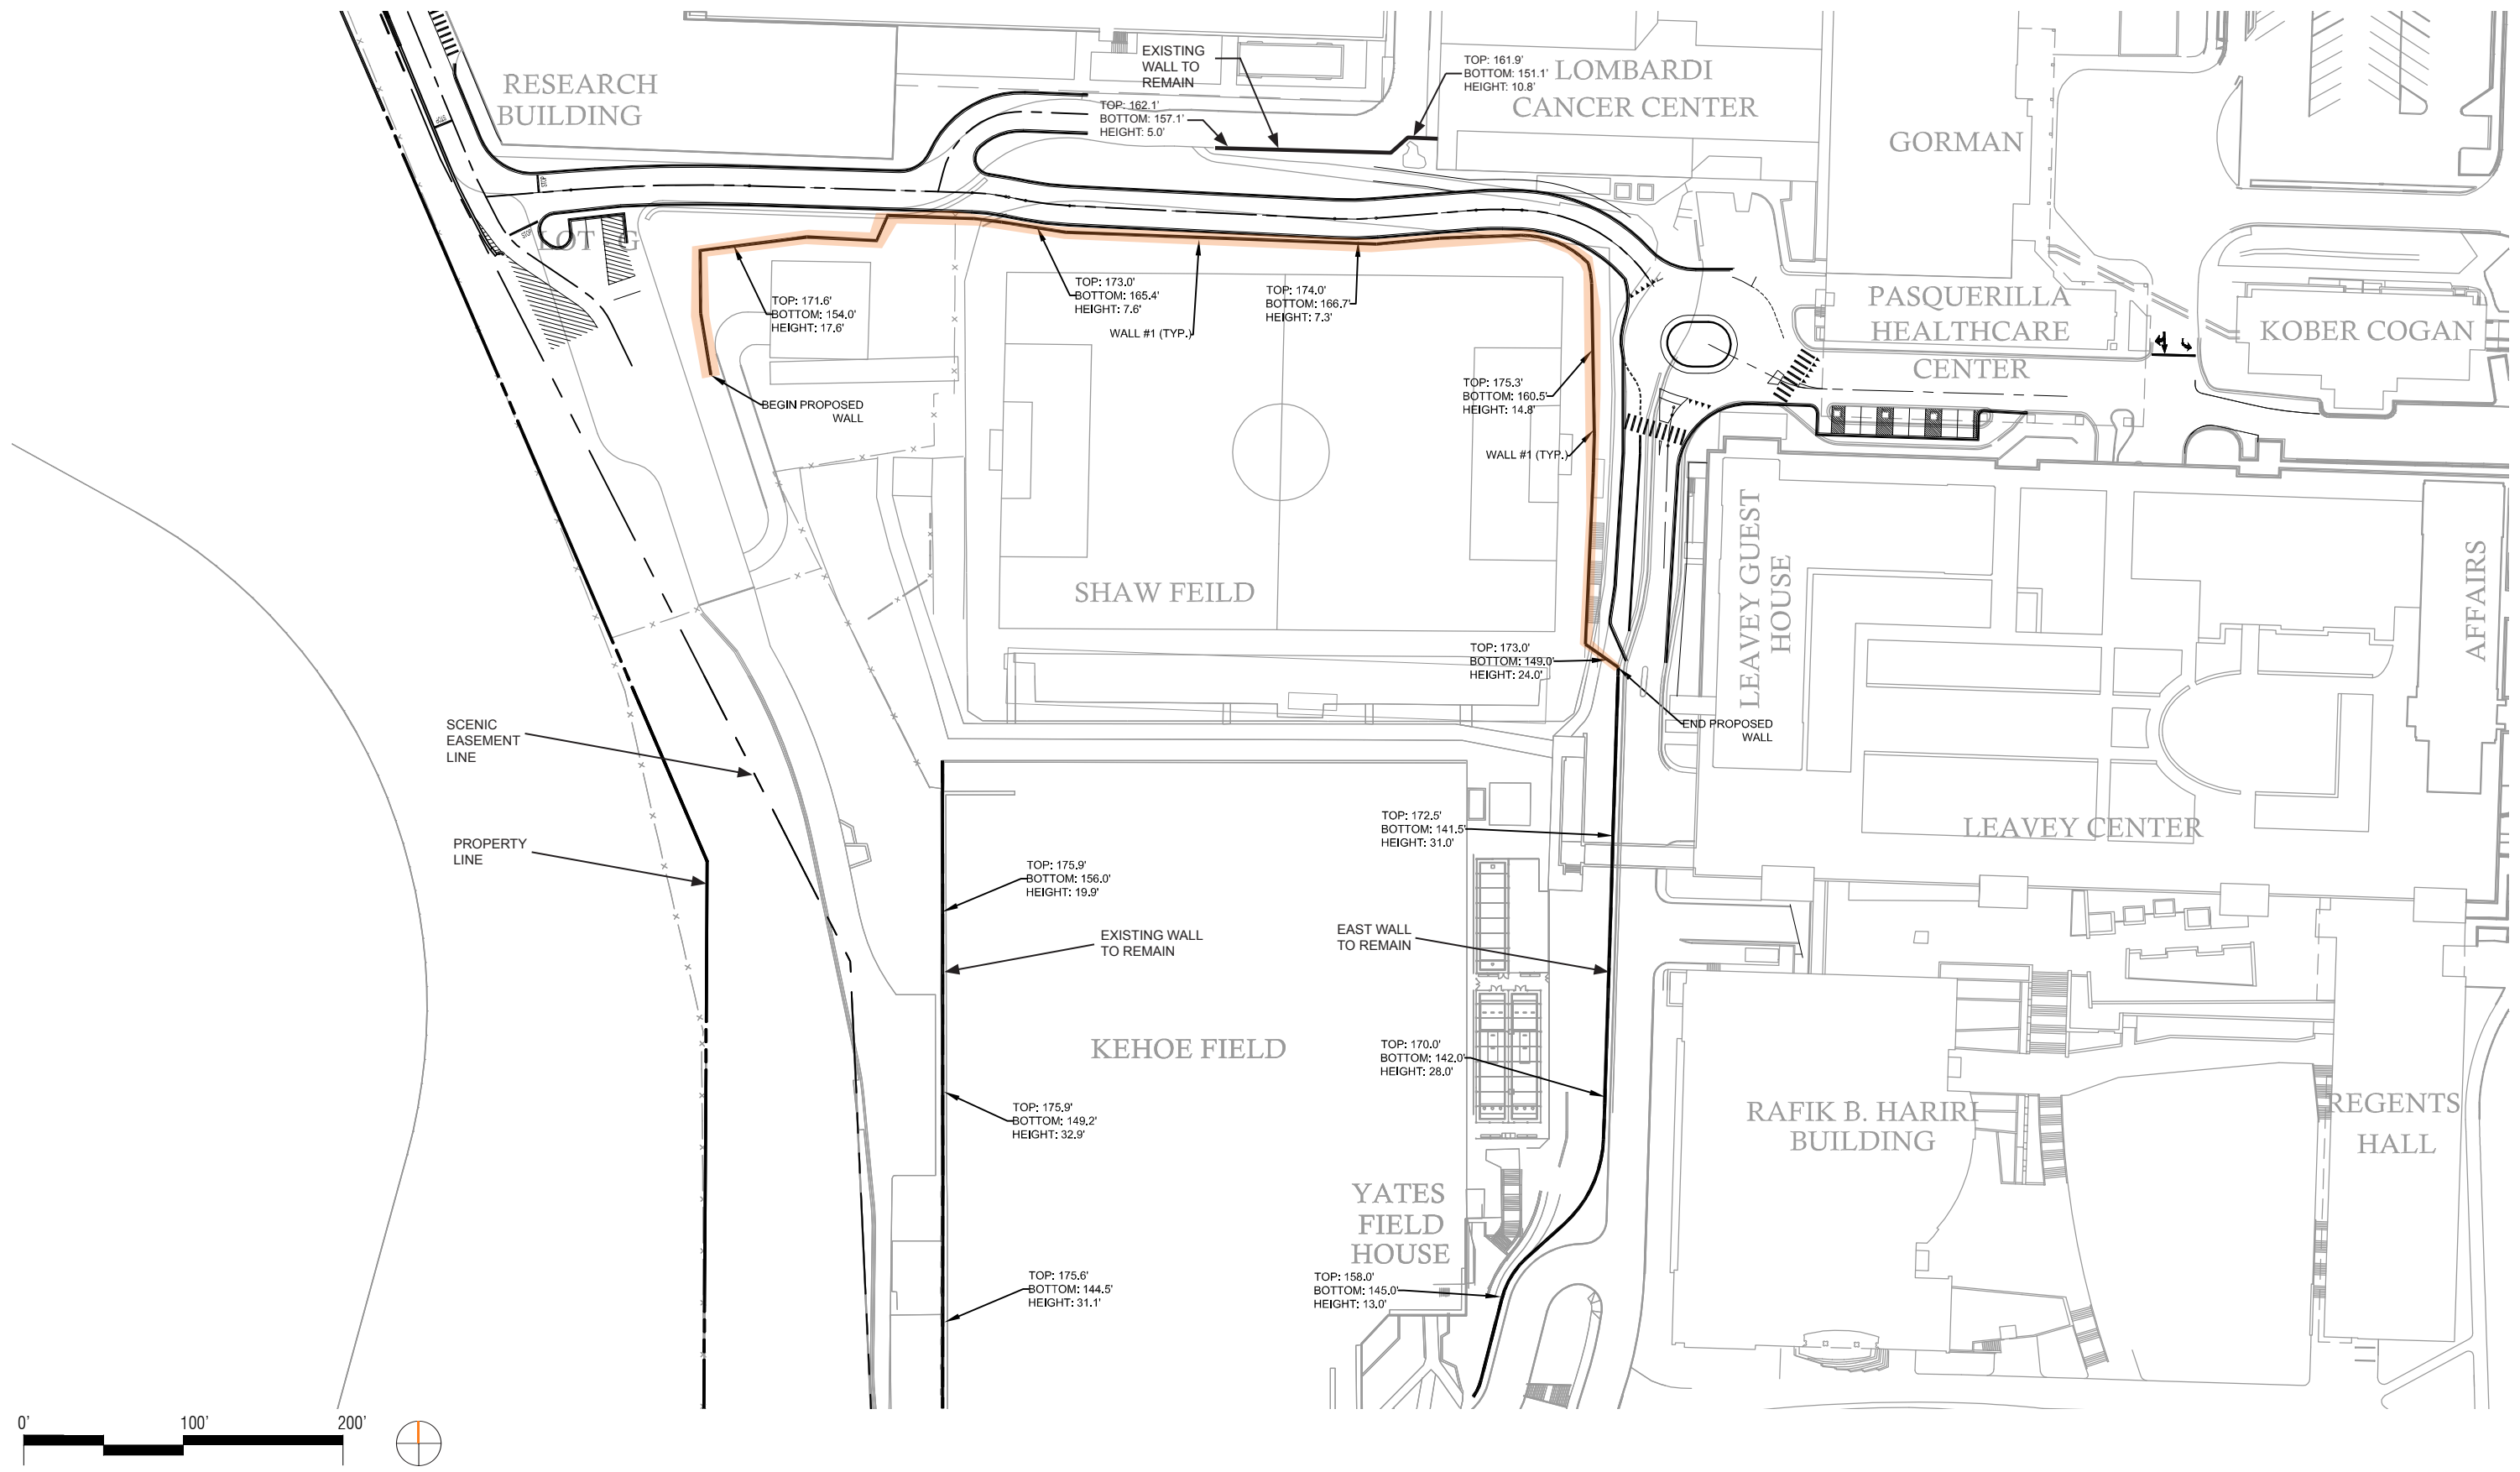 RESEARCH
BUILDING
EXISTING
WALL TO
REMAIN
TOP: 162.1'
BOTTOM: 157.1'
HEIGHT: 5.0'
TOP: 161.9'
BOTTOM: 151.1'
HEIGHT: 10.8'
LOMBARDI
CANCER CENTER
GORMAN
STOP
STOP
STOP
LOT G
TOP: 171.6'
BOTTOM: 154.0'
HEIGHT: 17.6'
TOP: 173.0'
BOTTOM: 165.4'
HEIGHT: 7.6'
WALL #1 (TYP.)
TOP: 174.0'
BOTTOM: 166.7'
HEIGHT: 7.3'
PASQUERILLA
HEALTHCARE
CENTER
KOBER COGAN
BEGIN PROPOSED
WALL
TOP: 175.3'
BOTTOM: 160.5'
HEIGHT: 14.8'
WALL #1 (TYP.)
SHAW FEILD
LEAVEY GUEST
HOUSE
AFFAIRS
TOP: 173.0'
BOTTOM: 149.0'
HEIGHT: 24.0'
END PROPOSED
WALL
SCENIC
EASEMENT
LINE
PROPERTY
LINE
TOP: 172.5'
BOTTOM: 141.5'
HEIGHT: 31.0'
LEAVEY CENTER
TOP: 175.9'
BOTTOM: 156.0'
HEIGHT: 19.9'
EXISTING WALL
TO REMAIN
EAST WALL
TO REMAIN
KEHOE FIELD
TOP: 170.0'
BOTTOM: 142.0'
HEIGHT: 28.0'
TOP: 175.9'
BOTTOM: 149.2'
HEIGHT: 32.9'
RAFIK B. HARIRI
BUILDING
REGENTS
HALL
YATES
FIELD
HOUSE
TOP: 175.6'
BOTTOM: 144.5'
HEIGHT: 31.1'
TOP: 158.0'
BOTTOM: 145.0'
HEIGHT: 13.0'
0' 100' 200'